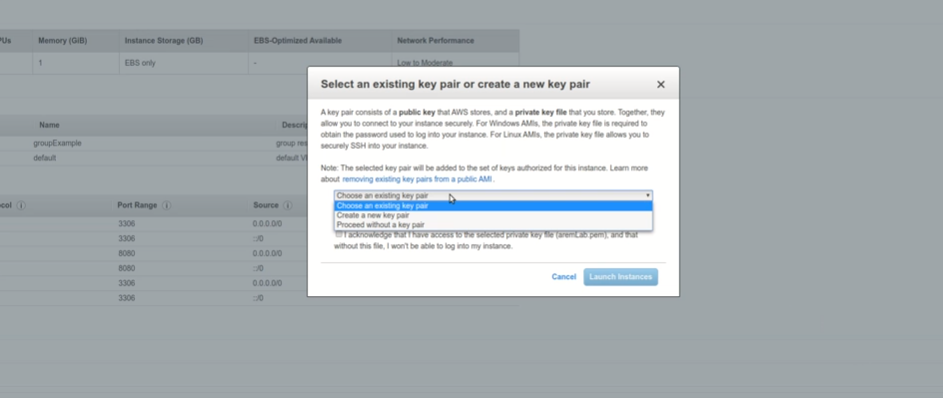 PUs Memory (GiB) Instance Storage (GB) EBS-Optimized Available Network Performance
1 EBS only - Low to Moderate
Select an existing key pair or create a new key pair
A key pair consists of a public key that AWS stores, and a private key file that you store. Together, they
allow you to connect to your instance securely. For Windows AMIs, the private key file is required to
obtain the password used to log into your instance. For Linux AMIs, the private key file allows you to
securely SSH into your instance.
Note: The selected key pair will be added to the set of keys authorized for this instance. Learn more
about removing existing key pairs from a public AMI.
Choose an existing key pair
Choose an existing key pair
Create a new key pair
Proceed without a key pair
I acknowledge that I have access to the selected private key file (aremLab.pem), and that
without this file, I won't be able to log into my instance.
Cancel Launch Instances
Name Descrip
groupExample group res
default default VP
col Port Range Source
3306 0.0.0.0/0
3306 ::/0
8080 0.0.0.0/0
8080 ::/0
3306 0.0.0.0/0
3306 ::/0